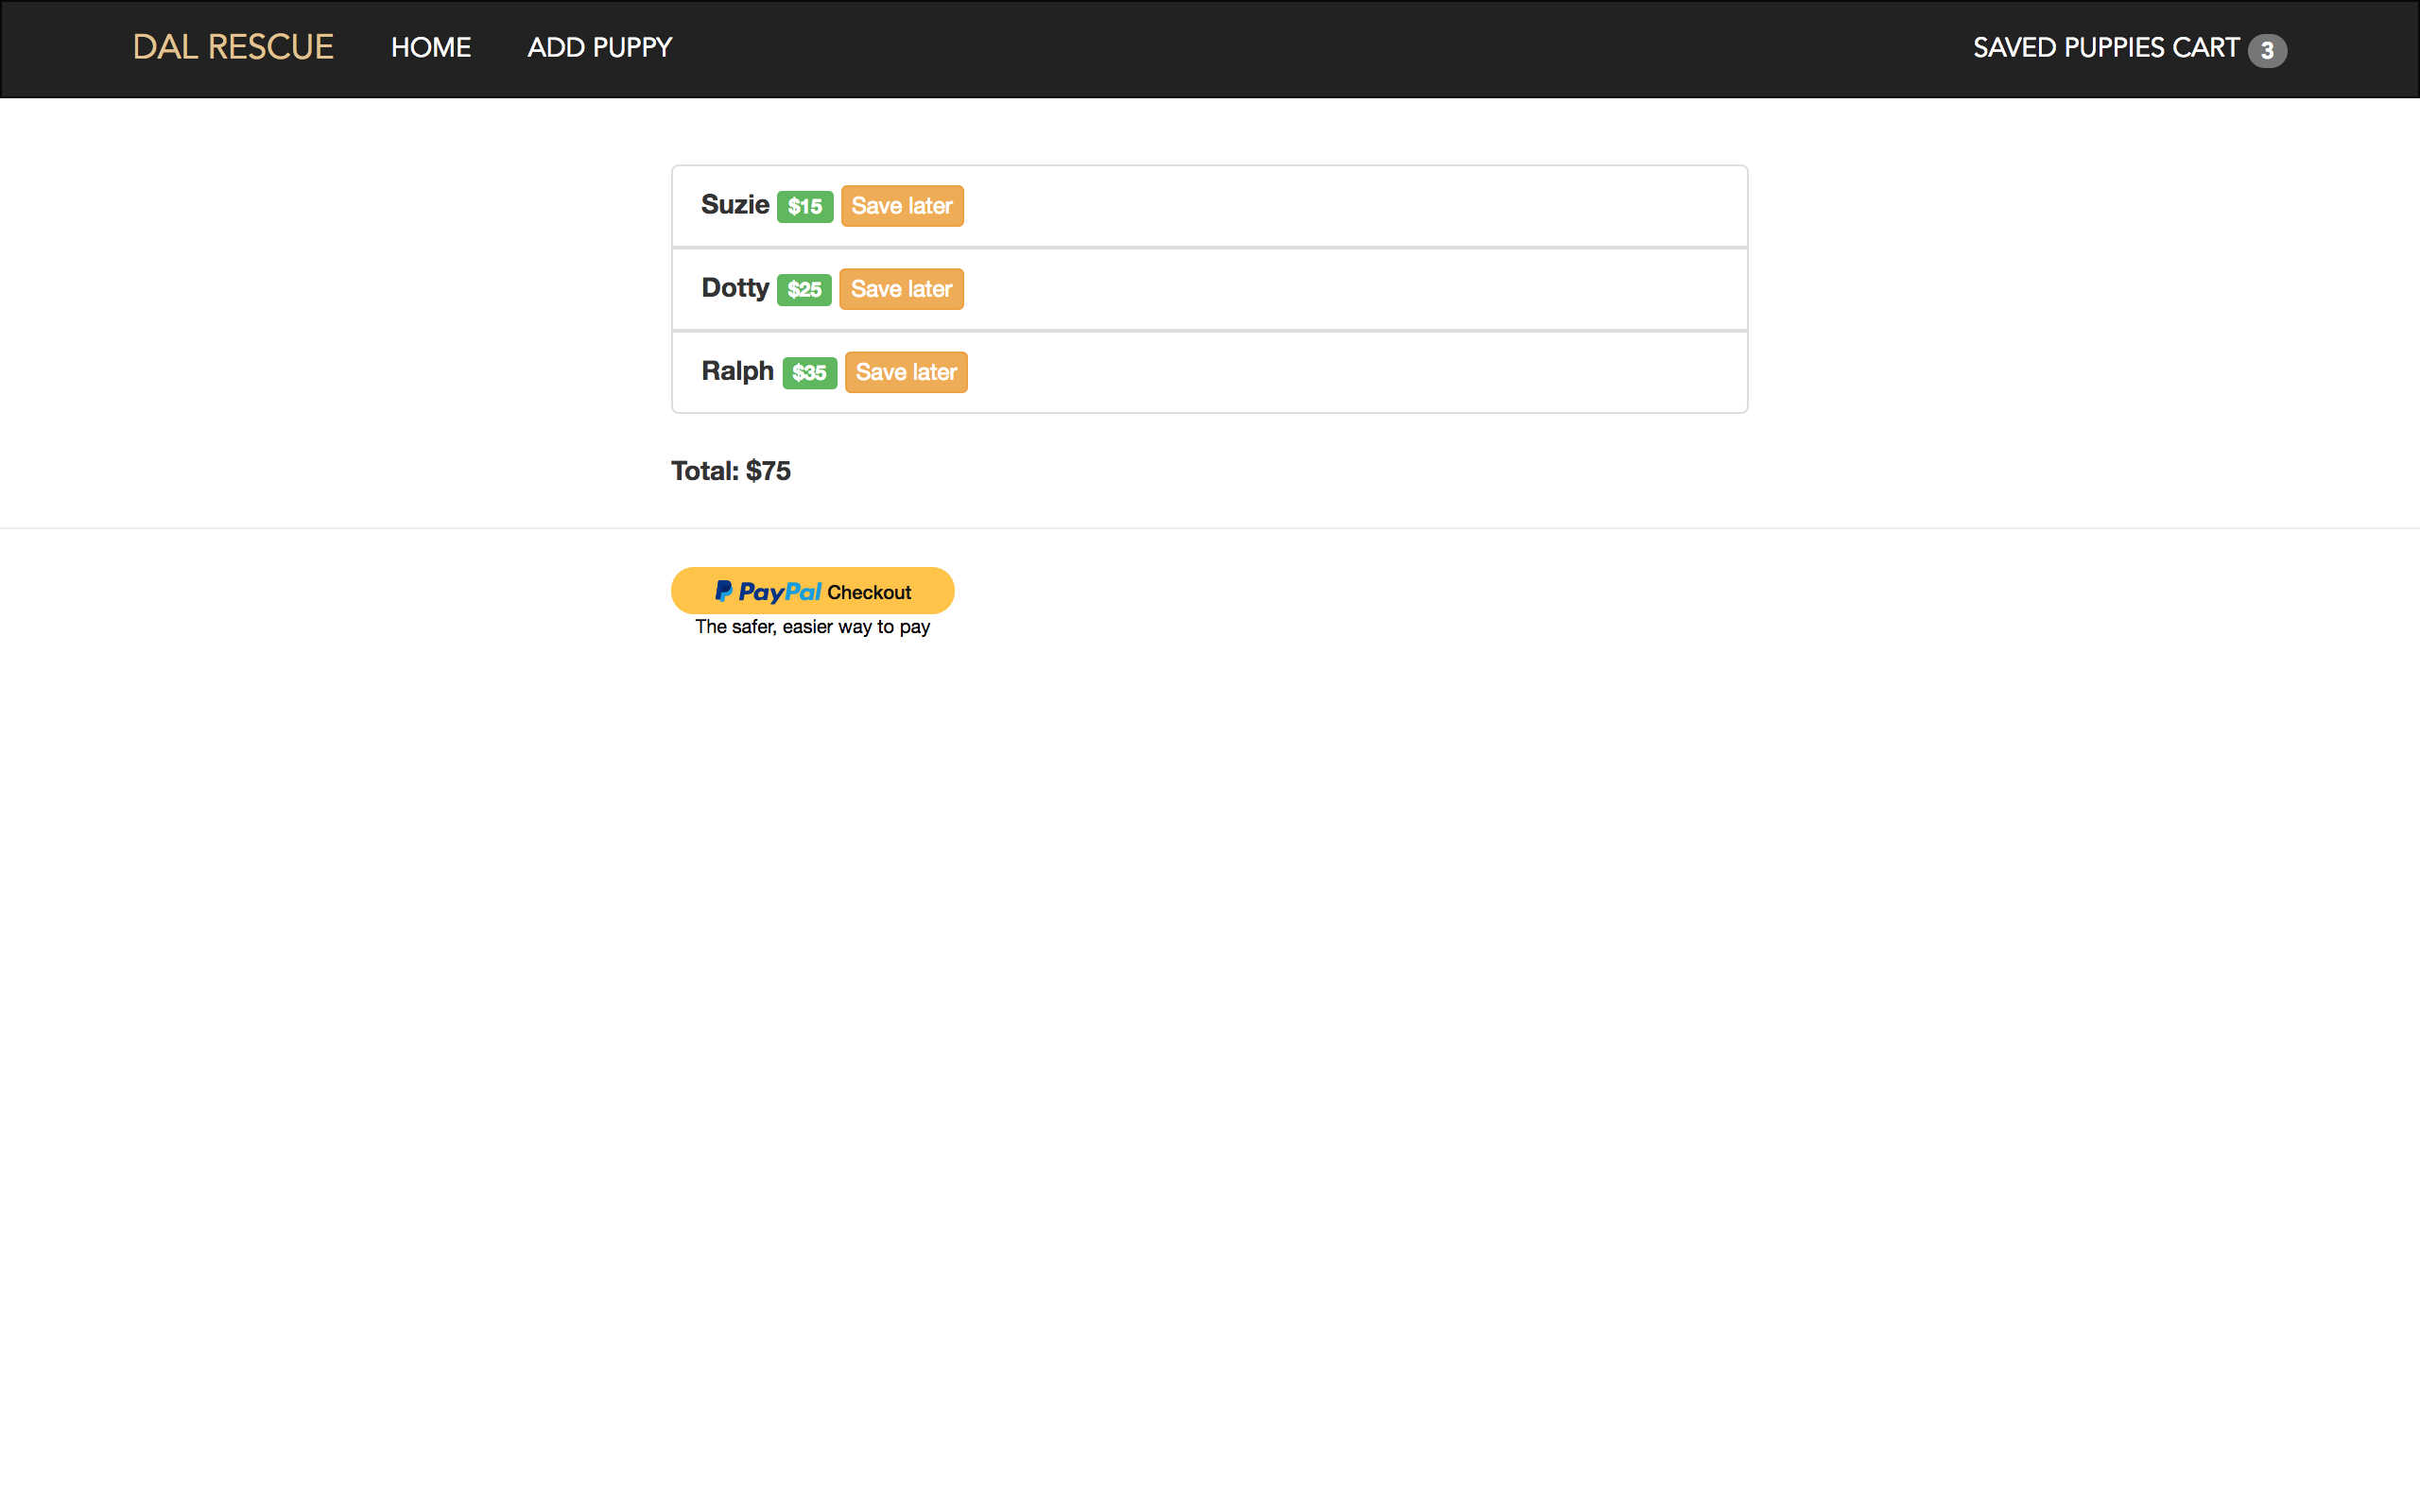 DAL RESCUE HOME ADD PUPPY SAVED PUPPIES CART 3
Suzie $15 Save later
Dotty $25 Save later
Ralph $35 Save later
Total: $75
PayPal Checkout
The safer, easier way to pay